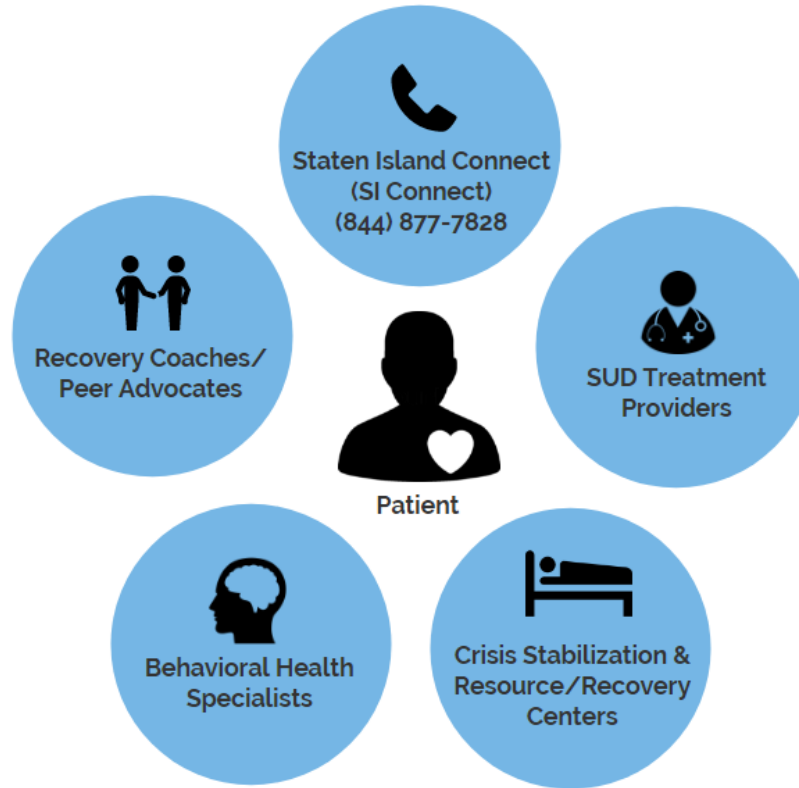 Staten Island Connect
(SI Connect)
(844) 877-7828
Recovery Coaches/
Peer Advocates
SUD Treatment
Providers
Patient
Behavioral Health
Specialists
Crisis Stabilization &
Resource/Recovery
Centers